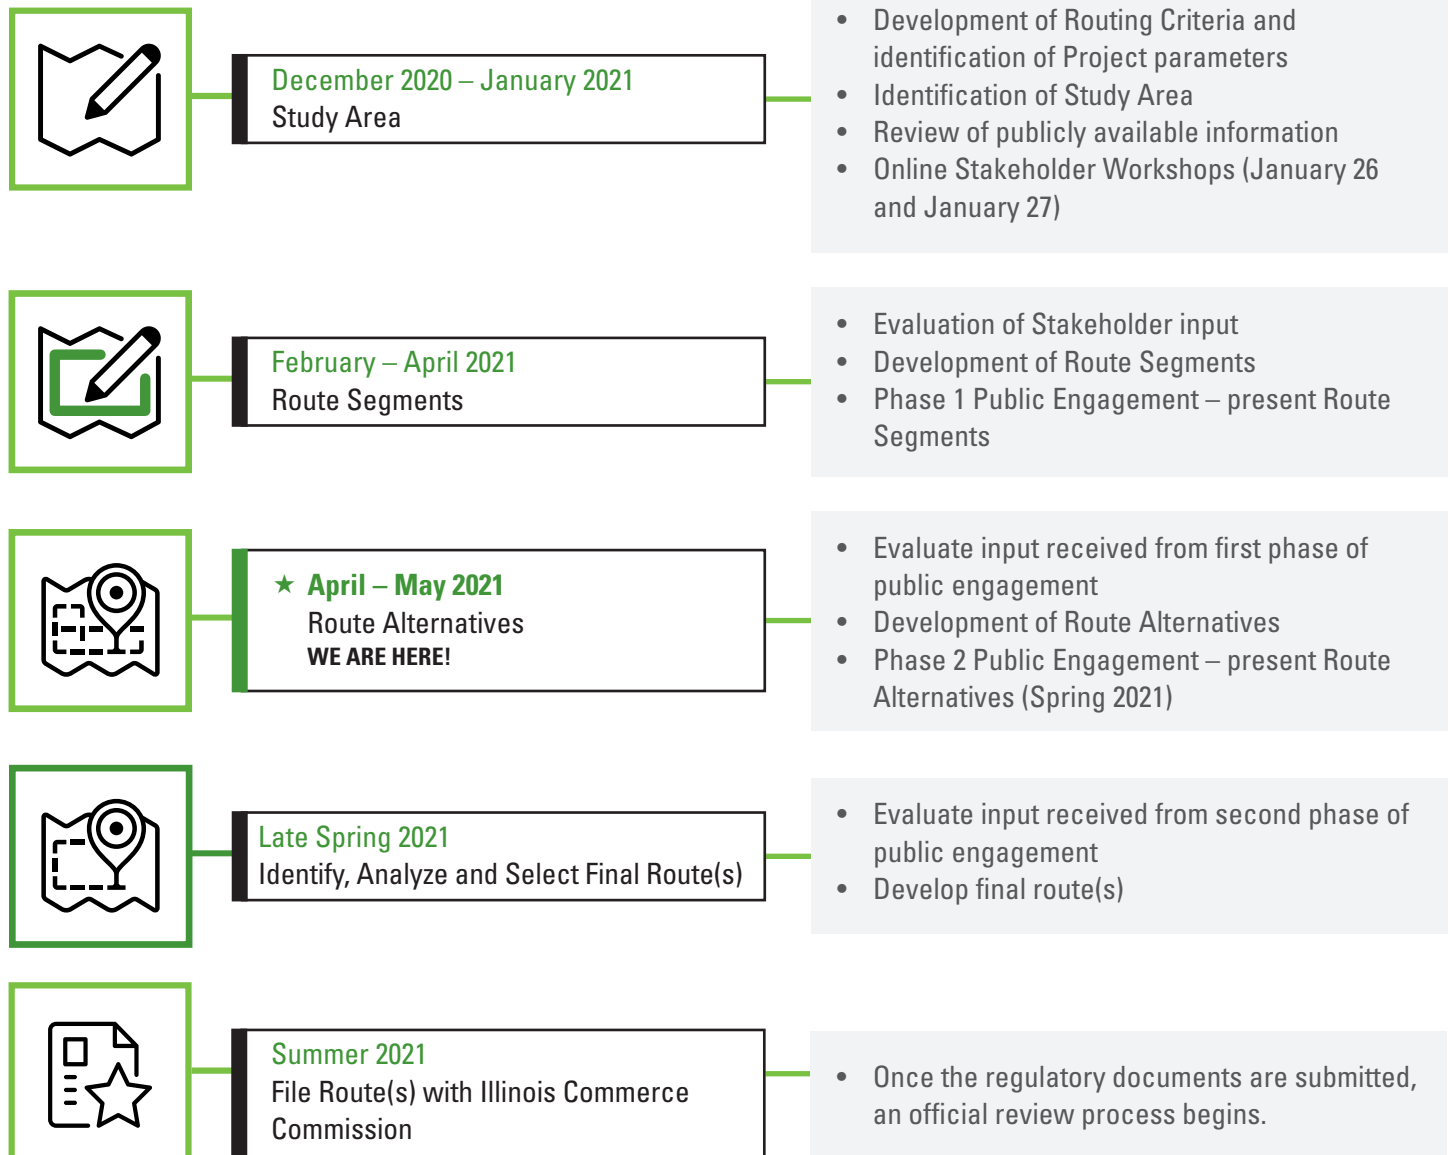 December 2020 – January 2021
Study Area
• Development of Routing Criteria and
identification of Project parameters
• Identification of Study Area
• Review of publicly available information
• Online Stakeholder Workshops (January 26
and January 27)
February – April 2021
Route Segments
• Evaluation of Stakeholder input
• Development of Route Segments
• Phase 1 Public Engagement – present Route
Segments
★ April – May 2021
Route Alternatives
WE ARE HERE!
• Evaluate input received from first phase of
public engagement
• Development of Route Alternatives
• Phase 2 Public Engagement – present Route
Alternatives (Spring 2021)
Late Spring 2021
Identify, Analyze and Select Final Route(s)
• Evaluate input received from second phase of
public engagement
• Develop final route(s)
Summer 2021
File Route(s) with Illinois Commerce
Commission
• Once the regulatory documents are submitted,
an official review process begins.